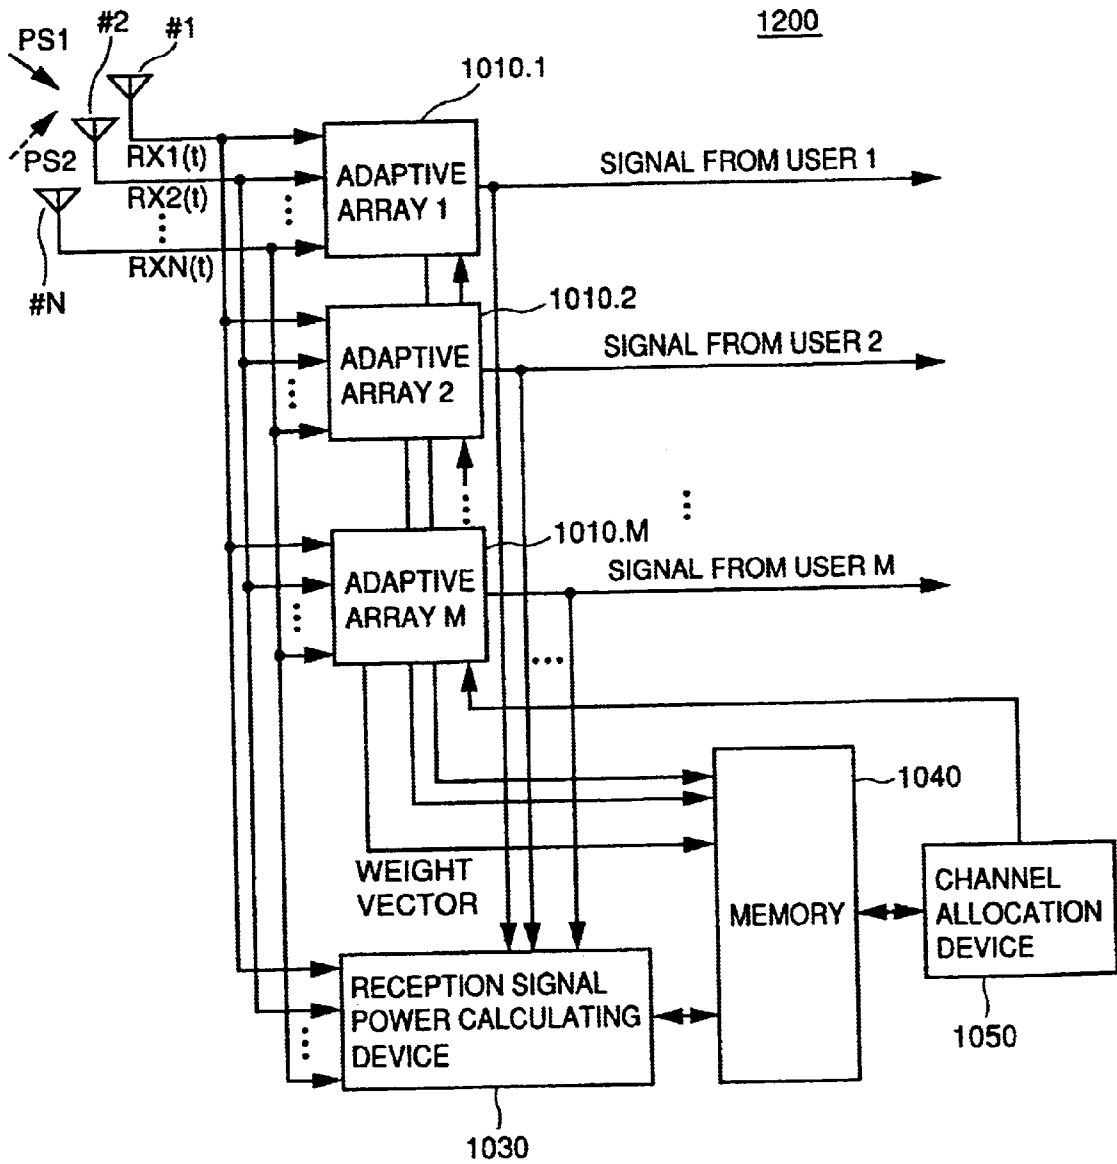 1200
PS1
#2
#1
1010.1
PS2
RX1(t)
RX2(t)
RXN(t)
#N
ADAPTIVE
ARRAY 1
SIGNAL FROM USER 1
1010.2
ADAPTIVE
ARRAY 2
SIGNAL FROM USER 2
1010.M
ADAPTIVE
ARRAY M
SIGNAL FROM USER M
1040
WEIGHT
VECTOR
MEMORY
CHANNEL
ALLOCATION
DEVICE
1050
RECEPTION SIGNAL
POWER CALCULATING
DEVICE
1030